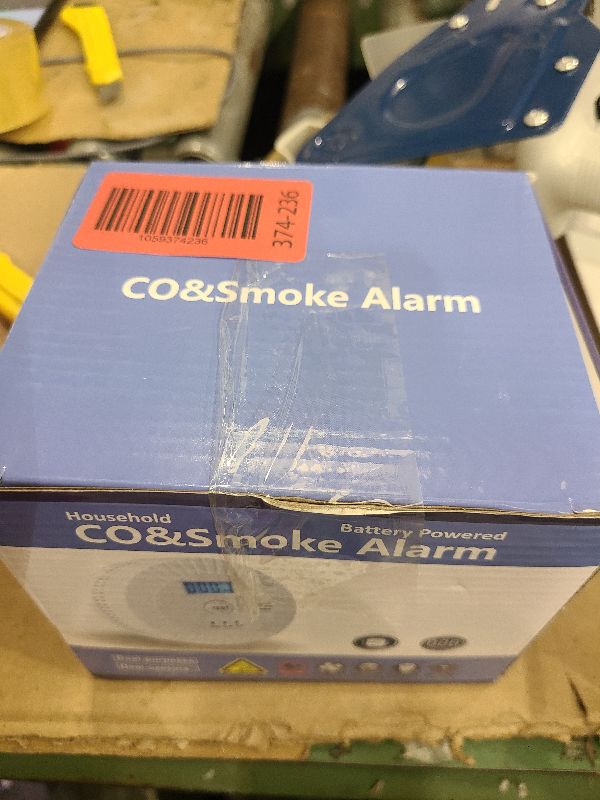 1059374236
374-236
CO&Smoke Alarm
Household
Battery Powered
CO&Smoke Alarm